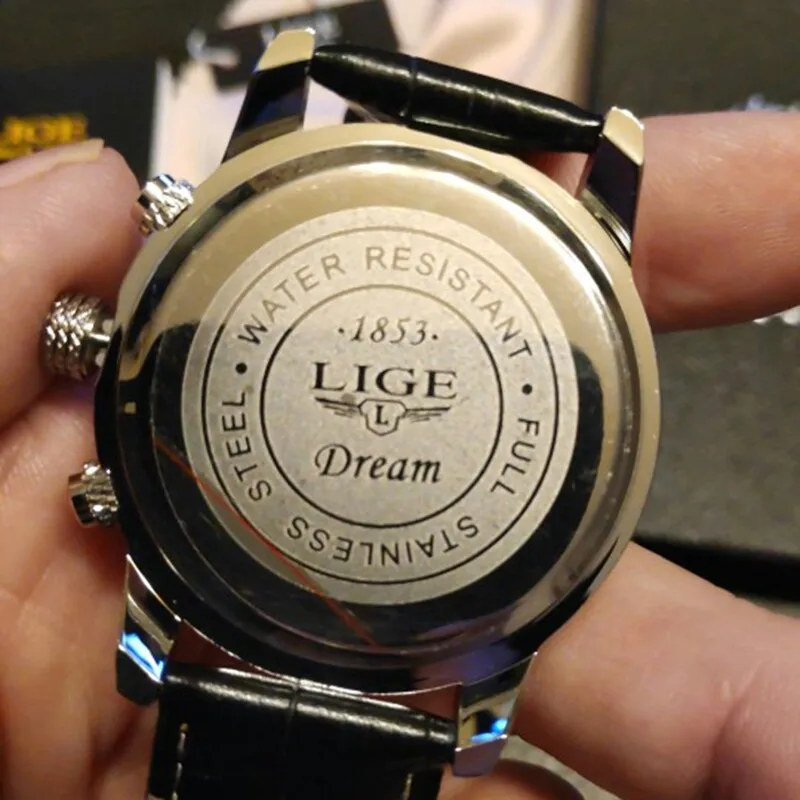 WATER RESISTANT • FULL STAINLESS STEEL •
·1853·
LIGE
L
Dream